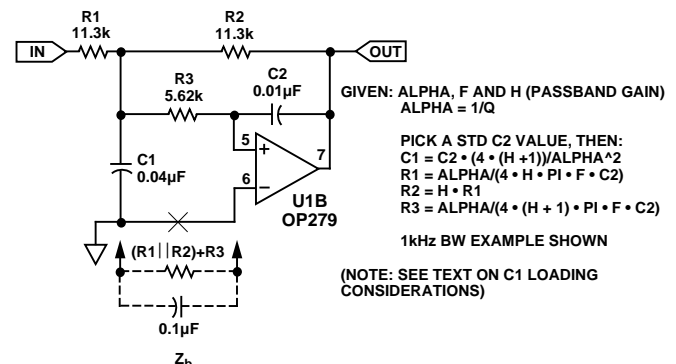 R1
11.3k
R2
11.3k
IN
OUT
R3
5.62k
C2
0.01µF
5
+
7
6
−
U1B
OP279
C1
0.04µF
(R1||R2)+R3
0.1µF
Zb
GIVEN: ALPHA, F AND H (PASSBAND GAIN)
ALPHA = 1/Q
PICK A STD C2 VALUE, THEN:
C1 = C2 • (4 • (H +1))/ALPHA^2
R1 = ALPHA/(4 • H • PI • F • C2)
R2 = H • R1
R3 = ALPHA/(4 • (H + 1) • PI • F • C2)
1kHz BW EXAMPLE SHOWN
(NOTE: SEE TEXT ON C1 LOADING
CONSIDERATIONS)